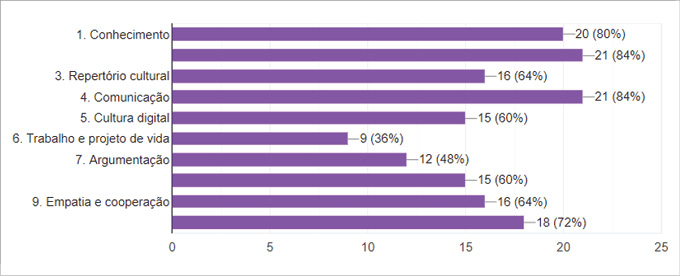 1. Conhecimento 20 (80%)
21 (84%)
3. Repertório cultural 16 (64%)
4. Comunicação 21 (84%)
5. Cultura digital 15 (60%)
6. Trabalho e projeto de vida 9 (36%)
7. Argumentação 12 (48%)
15 (60%)
9. Empatia e cooperação 16 (64%)
18 (72%)
0 5 10 15 20 25